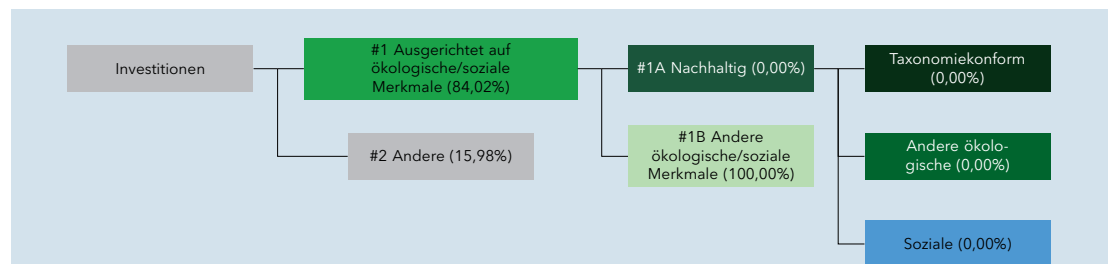 Investitionen
#1 Ausgerichtet auf
ökologische/soziale
Merkmale (84,02%)
#2 Andere (15,98%)
#1A Nachhaltig (0,00%)
#1B Andere
ökologische/soziale
Merkmale (100,00%)
Taxonomiekonform
(0,00%)
Andere ökolo-
gische (0,00%)
Soziale (0,00%)